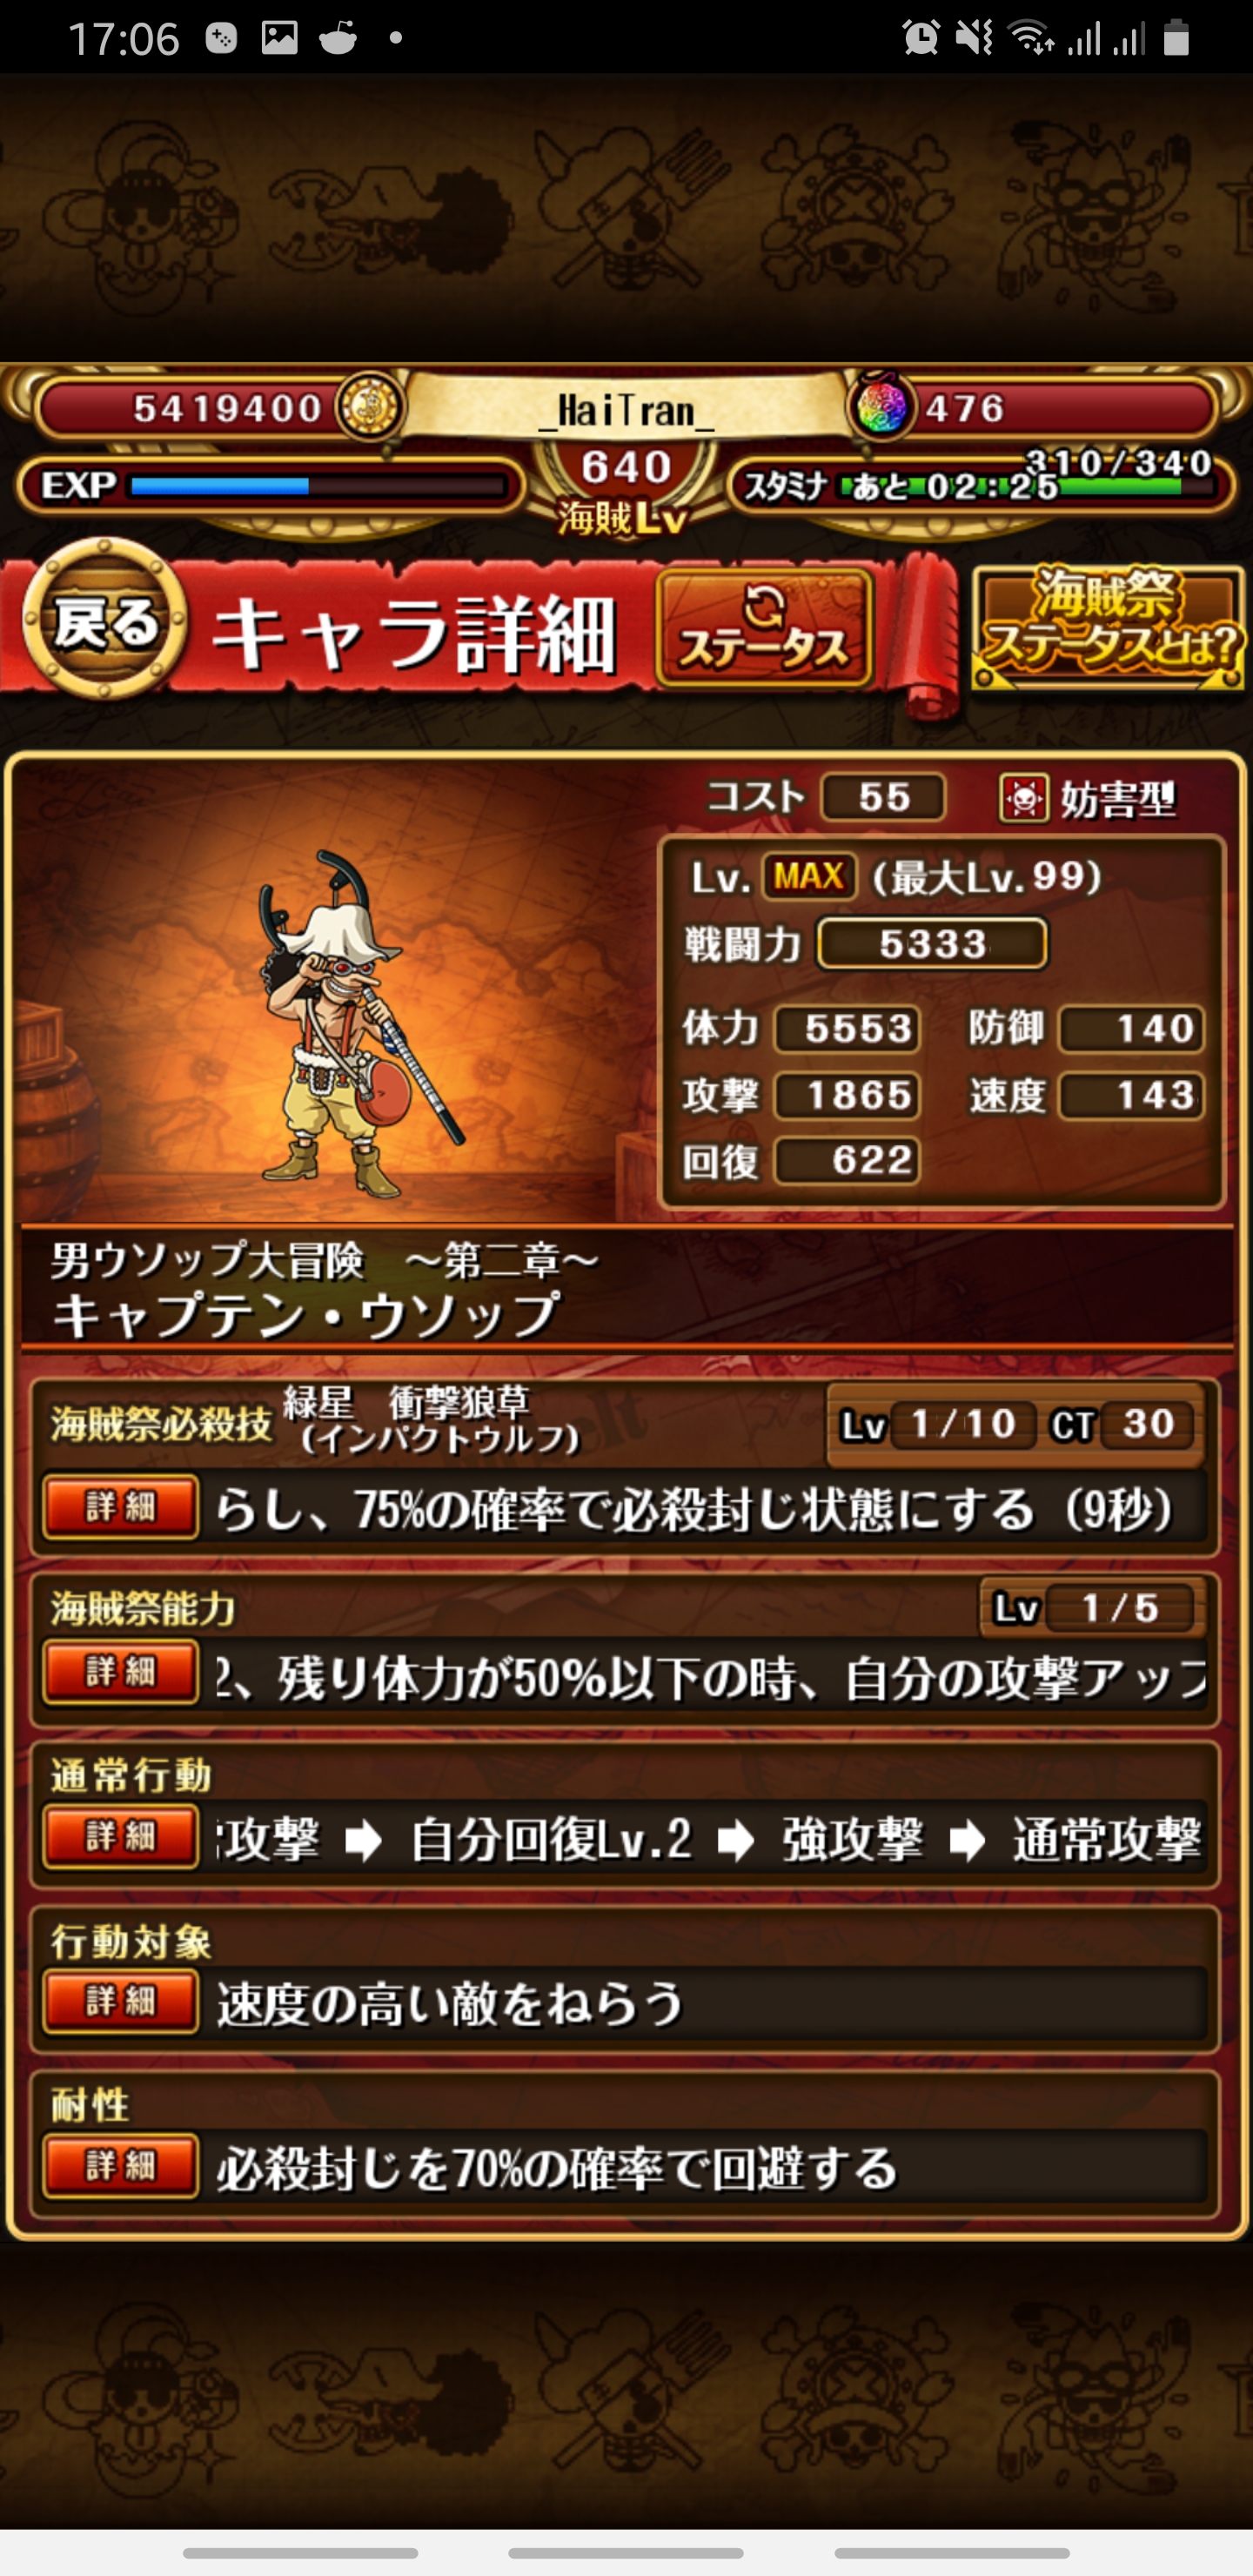 17:06
5419400
_HaiTran_
476
EXP
640
海賊Lv
スタミナ あと 02:25
310/340
戻る
キャラ詳細
ステータス
海賊祭
ステータスとは?
コスト 55 妨害型
Lv. MAX (最大Lv.99)
戦闘力 5333
体力 5553 防御 140
攻撃 1865 速度 143
回復 622
男ウソップ大冒険 ～第二章～
キャプテン・ウソップ
海賊祭必殺技
緑星 衝撃狼草
(インパクトウルフ)
Lv 1/10 CT 30
詳細 らし、75%の確率で必殺封じ状態にする (9秒)
海賊祭能力 Lv 1/5
詳細 2、残り体力が50%以下の時、自分の攻撃アップ
通常行動
詳細 攻撃 ➡ 自分回復Lv.2 ➡ 強攻撃 ➡ 通常攻撃
行動対象
詳細 速度の高い敵をねらう
耐性
詳細 必殺封じを70%の確率で回避する